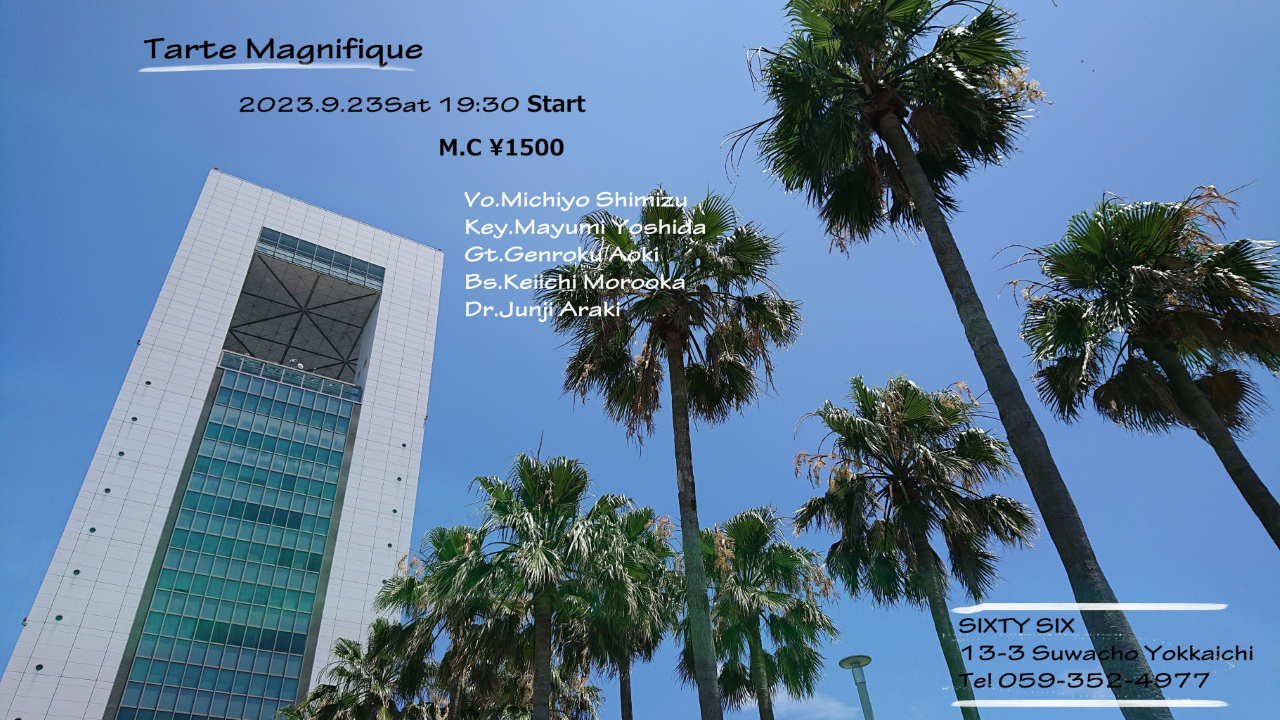 Tarte Magnifique
2023.9.23Sat 19:30 Start
M.C ¥1500
Vo.Michiyo Shimizu
Key.Mayumi Yoshida
Gt.Genroku Aoki
Bs.Keiichi Morooka
Dr.Junji Araki
SIXTY SIX
13-3 Suwacho Yokkaichi
Tel 059-352-4977